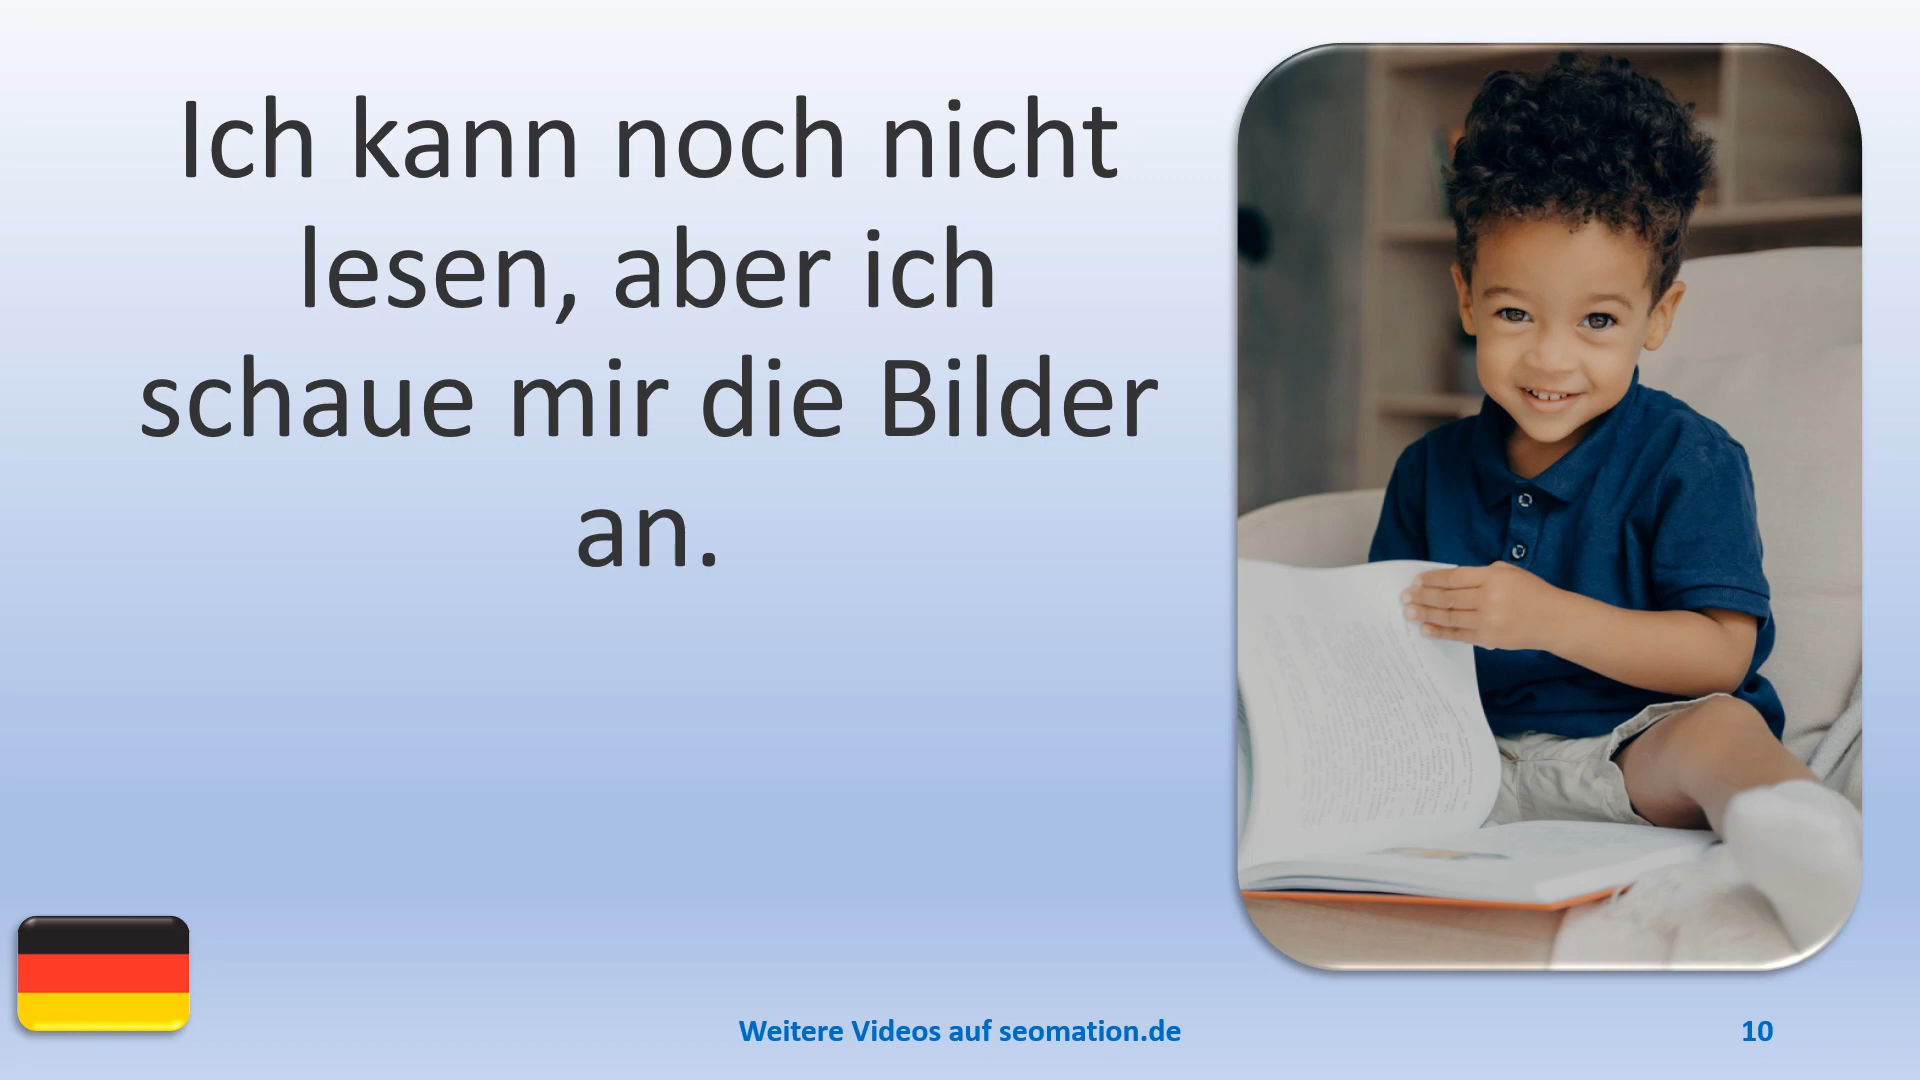 Ich kann noch nicht
lesen, aber ich
schaue mir die Bilder
an.
Weitere Videos auf seomation.de
10